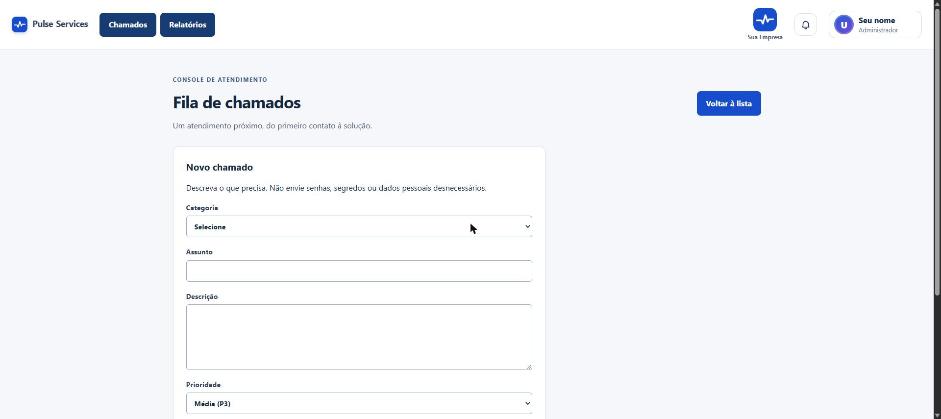 Pulse Services
Chamados
Relatórios
Sua Empresa
U
Seu nome
Administrador
CONSOLE DE ATENDIMENTO
Fila de chamados
Voltar à lista
Um atendimento próximo, do primeiro contato à solução.
Novo chamado
Descreva o que precisa. Não envie senhas, segredos ou dados pessoais desnecessários.
Categoria
Selecione
Assunto
Descrição
Prioridade
Média (P3)